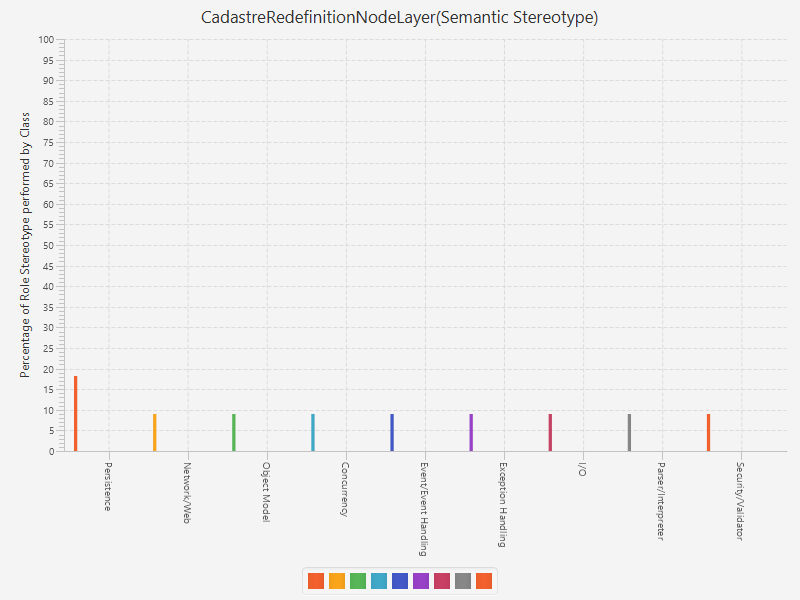 CadastreRedefinitionNodeLayer(Semantic Stereotype)
Percentage of Role Stereotype performed by Class
100
95
90
85
80
75
70
65
60
55
50
45
40
35
30
25
20
15
10
5
0
Persistence
Network/Web
Object Model
Concurrency
Event/Event Handling
Exception Handling
I/O
Parser/Interpreter
Security/Validator